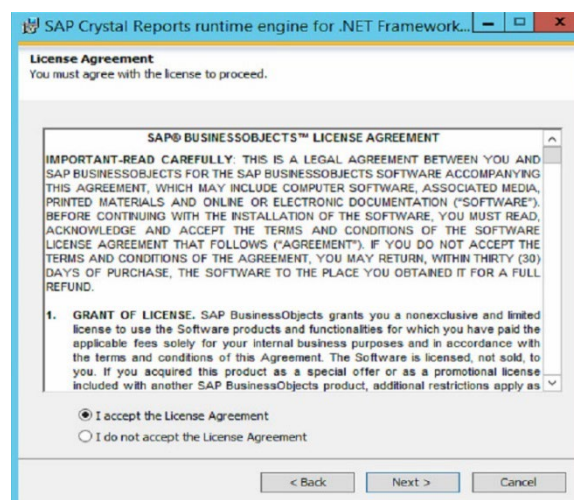 SAP Crystal Reports runtime engine for .NET Framework...
License Agreement
You must agree with the license to proceed.
SAP® BUSINESSOBJECTS™ LICENSE AGREEMENT
IMPORTANT-READ CAREFULLY: THIS IS A LEGAL AGREEMENT BETWEEN YOU AND
SAP BUSINESSOBJECTS FOR THE SAP BUSINESSOBJECTS SOFTWARE ACCOMPANYING
THIS AGREEMENT, WHICH MAY INCLUDE COMPUTER SOFTWARE, ASSOCIATED MEDIA,
PRINTED MATERIALS AND ONLINE OR ELECTRONIC DOCUMENTATION ("SOFTWARE").
BEFORE CONTINUING WITH THE INSTALLATION OF THE SOFTWARE, YOU MUST READ,
ACKNOWLEDGE AND ACCEPT THE TERMS AND CONDITIONS OF THE SOFTWARE
LICENSE AGREEMENT THAT FOLLOWS ("AGREEMENT"). IF YOU DO NOT ACCEPT THE
TERMS AND CONDITIONS OF THE AGREEMENT, YOU MAY RETURN, WITHIN THIRTY (30)
DAYS OF PURCHASE, THE SOFTWARE TO THE PLACE YOU OBTAINED IT FOR A FULL
REFUND.
1. GRANT OF LICENSE. SAP BusinessObjects grants you a nonexclusive and limited
license to use the Software products and functionalities for which you have paid the
applicable fees solely for your internal business purposes and in accordance with
the terms and conditions of this Agreement. The Software is licensed, not sold, to
you. If you acquired this product as a special offer or as a promotional license
included with another SAP BusinessObjects product, additional restrictions apply as
I accept the License Agreement
I do not accept the License Agreement
< Back Next > Cancel